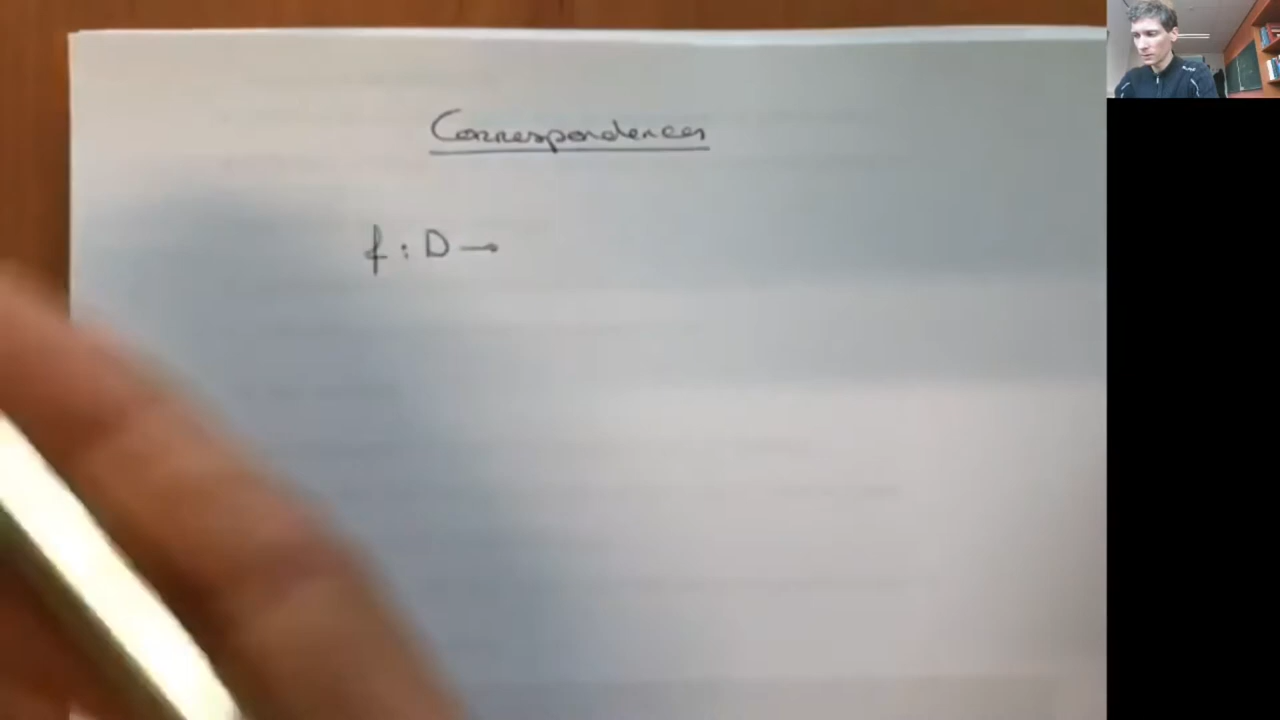 Correspondences
f : D →